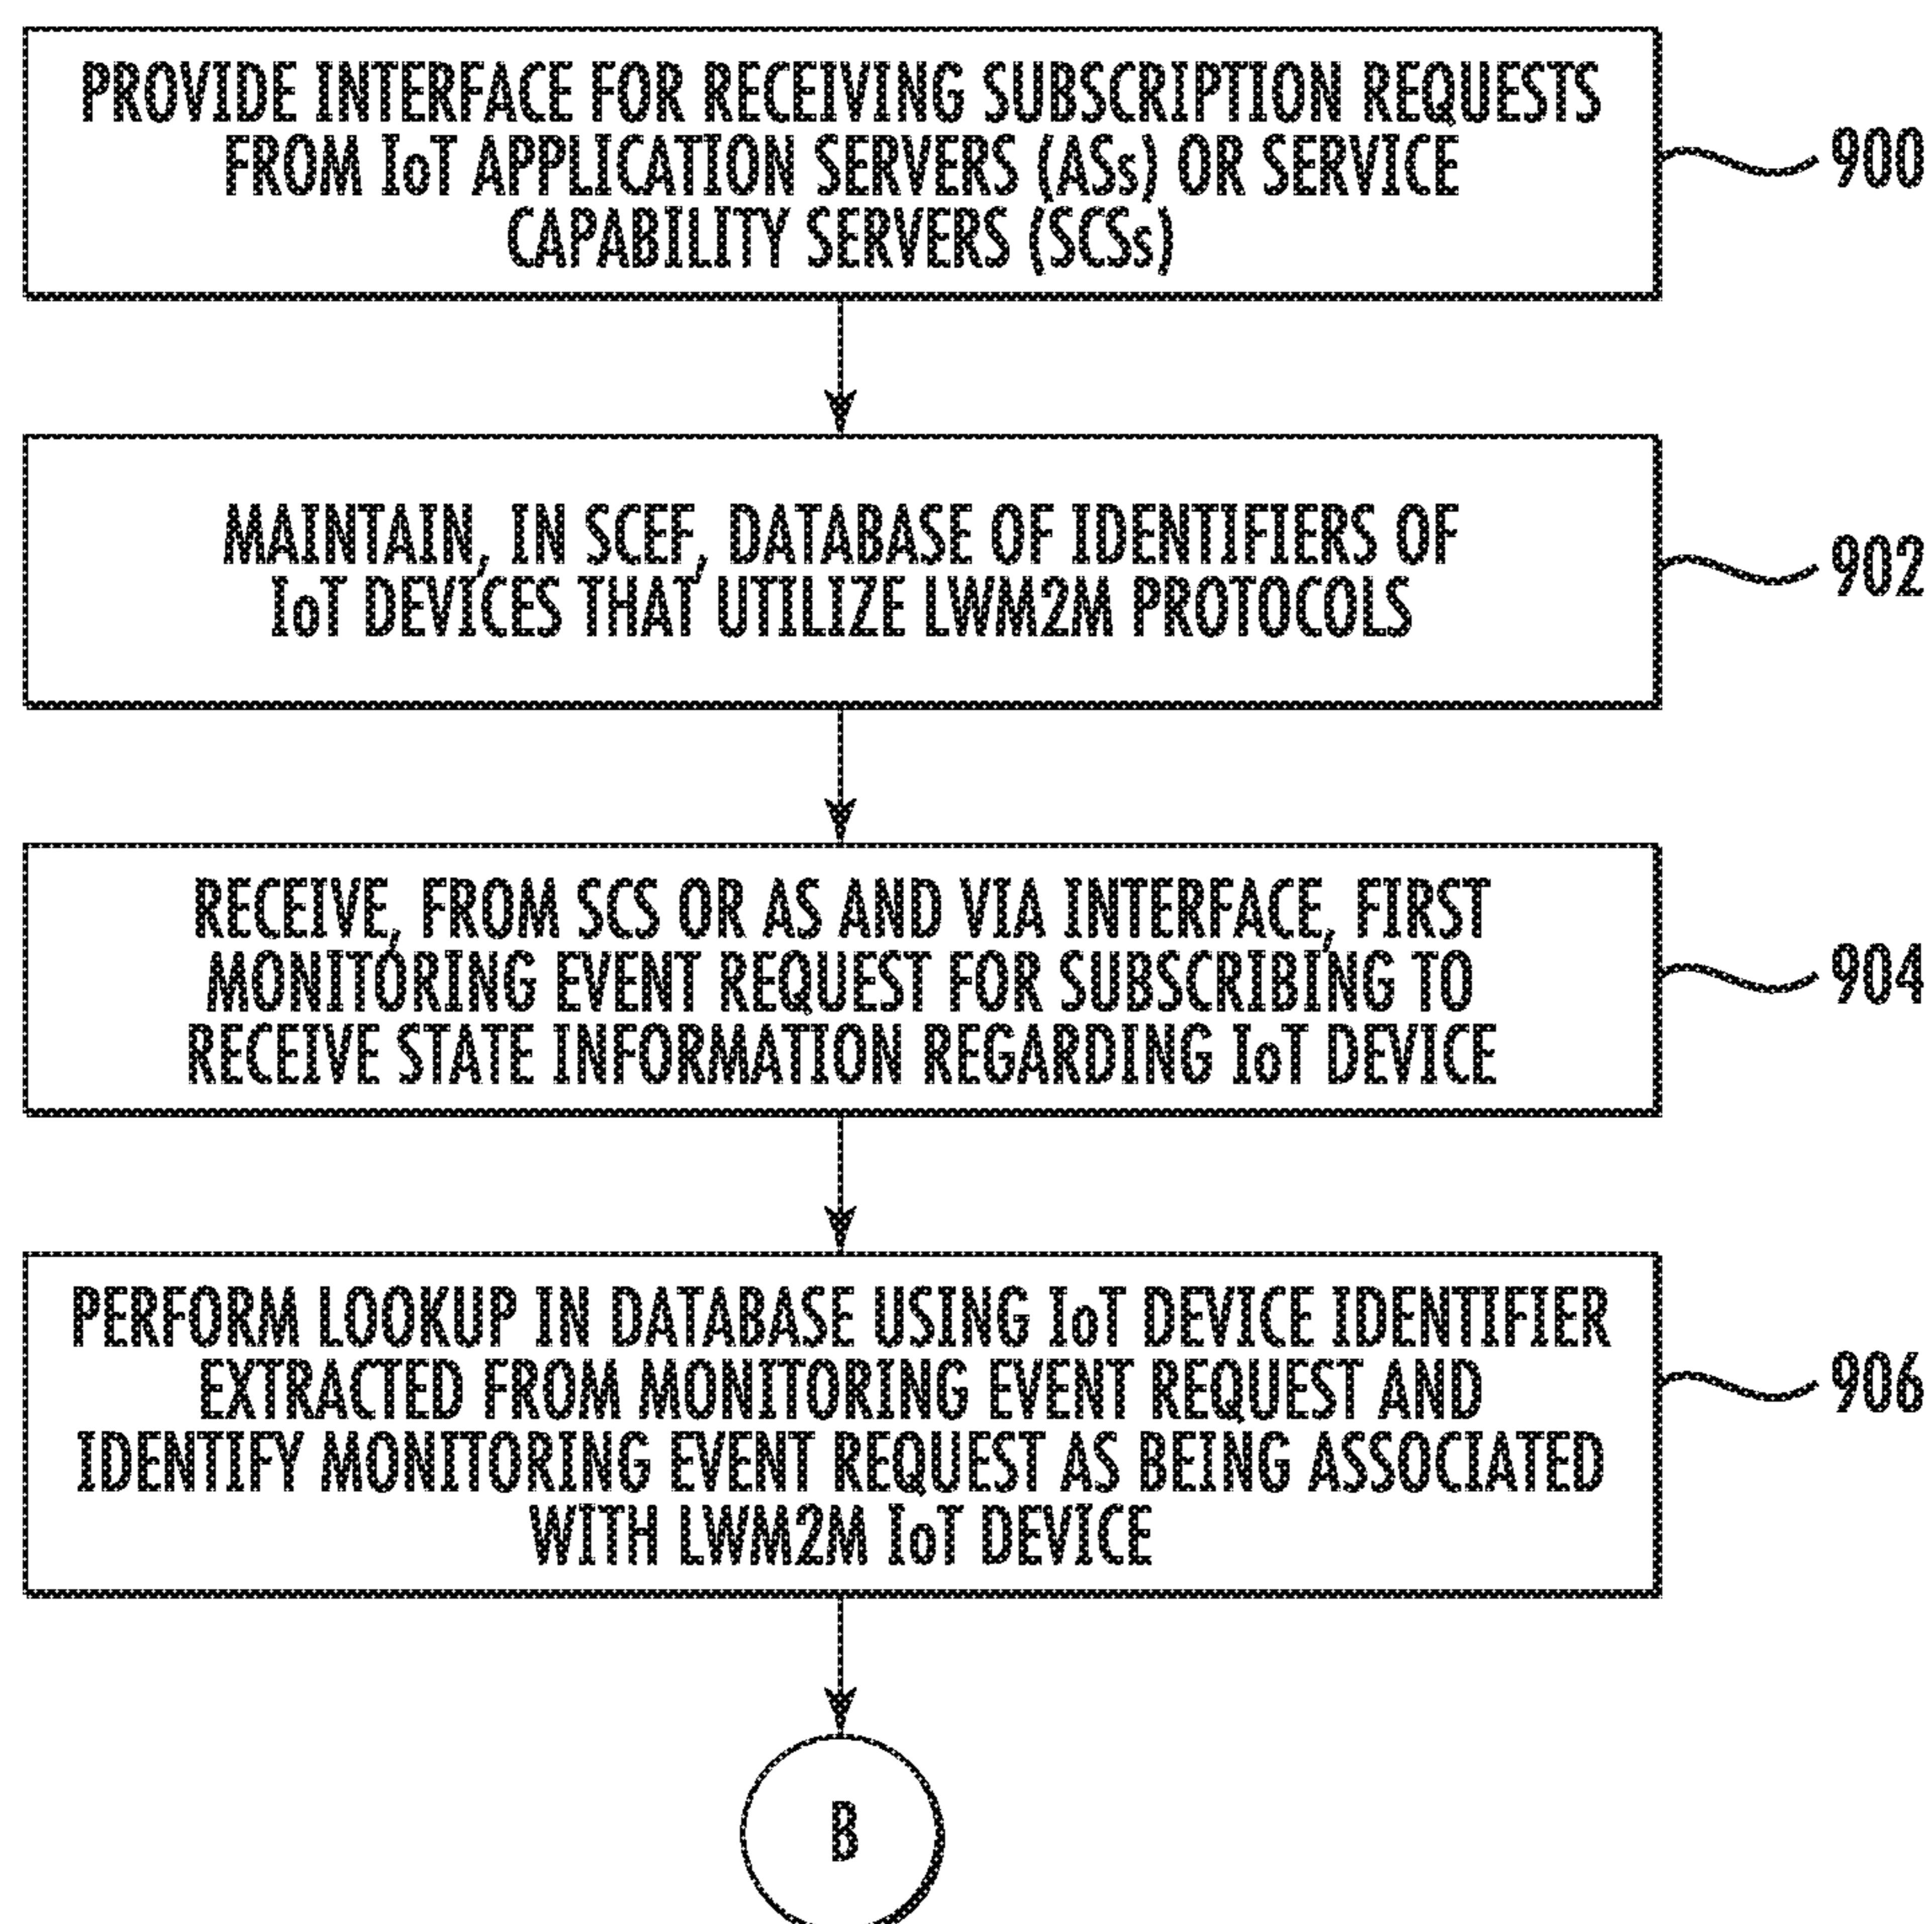 PROVIDE INTERFACE FOR RECEIVING SUBSCRIPTION REQUESTS
FROM IoT APPLICATION SERVERS (ASs) OR SERVICE
CAPABILITY SERVERS (SCSs)
900
MAINTAIN, IN SCEF, DATABASE OF IDENTIFIERS OF
IoT DEVICES THAT UTILIZE LWM2M PROTOCOLS
902
RECEIVE, FROM SCS OR AS AND VIA INTERFACE, FIRST
MONITORING EVENT REQUEST FOR SUBSCRIBING TO
RECEIVE STATE INFORMATION REGARDING IoT DEVICE
904
PERFORM LOOKUP IN DATABASE USING IoT DEVICE IDENTIFIER
EXTRACTED FROM MONITORING EVENT REQUEST AND
IDENTIFY MONITORING EVENT REQUEST AS BEING ASSOCIATED
WITH LWM2M IoT DEVICE
906
B